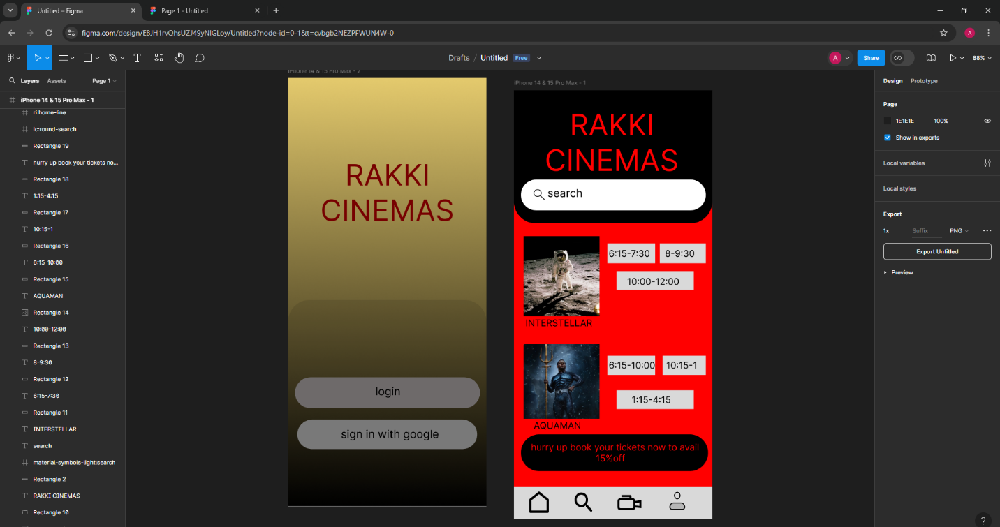 Untitled – Figma
Page 1 - Untitled
figma.com/design/E8JH1rvQhsUZJ49yNIGLoy/Untitled?node-id=0-1&t=cvbgb2NEZPFWUN4W-0
A
Drafts / Untitled Free
A
Share
88%
Layers Assets Page 1
iPhone 14 & 15 Pro Max - 1
ri:home-line
ic:round-search
Rectangle 19
hurry up book your tickets no...
Rectangle 18
1:15-4:15
Rectangle 17
10:15-1
Rectangle 16
6:15-10:00
Rectangle 15
AQUAMAN
Rectangle 14
10:00-12:00
Rectangle 13
8-9:30
Rectangle 12
6:15-7:30
Rectangle 11
INTERSTELLAR
search
material-symbols-light:search
Rectangle 2
RAKKI CINEMAS
Rectangle 10
iPhone 14 & 15 Pro Max - 2
RAKKI
CINEMAS
login
sign in with google
iPhone 14 & 15 Pro Max - 1
RAKKI
CINEMAS
search
6:15-7:30 8-9:30
10:00-12:00
INTERSTELLAR
6:15-10:00 10:15-1
1:15-4:15
AQUAMAN
hurry up book your tickets now to avail
15%off
Design Prototype
Page
1E1E1E 100%
Show in exports
Local variables
Local styles
Export
1x Suffix PNG
Export Untitled
Preview
?